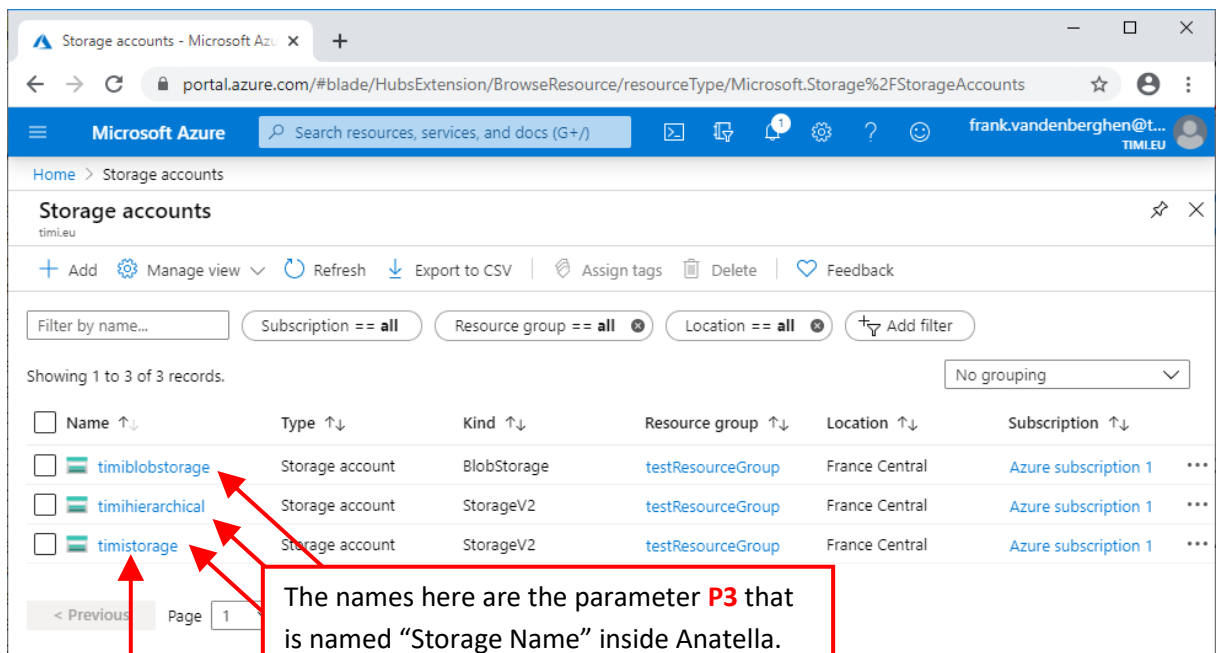 Storage accounts - Microsoft Azu
portal.azure.com/#blade/HubsExtension/BrowseResource/resourceType/Microsoft.Storage%2FStorageAccounts
Microsoft Azure Search resources, services, and docs (G+/) 1 frank.vandenberghen@t...
TIMI.EU
Home > Storage accounts
Storage accounts
timi.eu
+ Add Manage view Refresh Export to CSV Assign tags Delete Feedback
Filter by name... Subscription == all Resource group == all Location == all Add filter
Showing 1 to 3 of 3 records. No grouping
Name ↑↓ Type ↑↓ Kind ↑↓ Resource group ↑↓ Location ↑↓ Subscription ↑↓
timiblobstorage Storage account BlobStorage testResourceGroup France Central Azure subscription 1 ...
timihierarchical Storage account StorageV2 testResourceGroup France Central Azure subscription 1 ...
timistorage Storage account StorageV2 testResourceGroup France Central Azure subscription 1 ...
The names here are the parameter P3 that
is named “Storage Name” inside Anatella.
< Previous Page 1